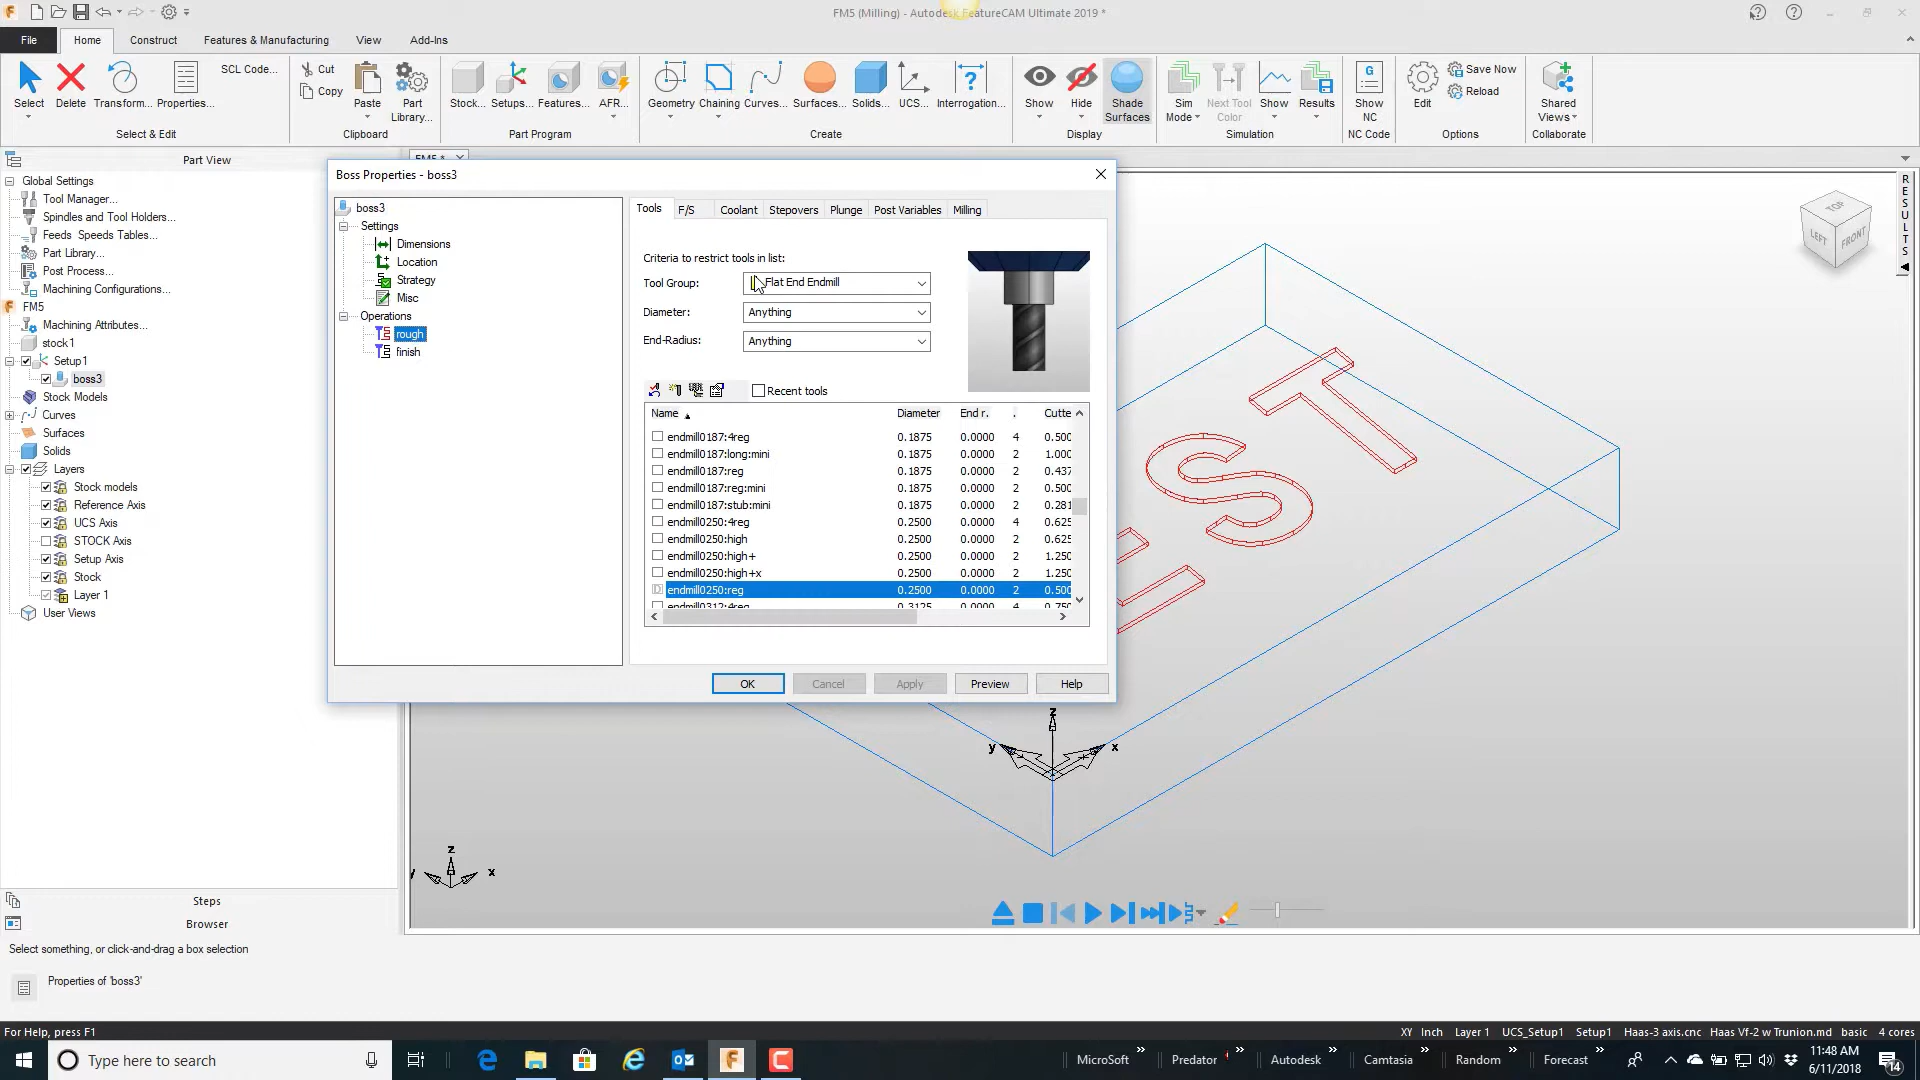 FM5 (Milling) - Autodesk FeatureCAM Ultimate 2019 *
File
Home
Construct
Features & Manufacturing
View
Add-Ins
Select
Delete
Transform...
Properties...
SCL Code...
Select & Edit
Cut
Copy
Paste
Part
Library...
Clipboard
Stock...
Setups...
Features...
AFR...
Part Program
Geometry
Chaining
Curves...
Surfaces...
Solids...
UCS...
Interrogation...
Create
Show
Hide
Shade
Surfaces
Display
Sim
Mode
Next Tool
Color
Show
Results
Simulation
Show
NC
NC Code
Edit
Save Now
Reload
Options
Shared
Views
Collaborate
Part View
Global Settings
Tool Manager...
Spindles and Tool Holders...
Feeds  Speeds Tables...
Part Library...
Post Process...
Machining Configurations...
FM5
Machining Attributes...
stock1
Setup1
boss3
Stock Models
Curves
Surfaces
Solids
Layers
Stock models
Reference Axis
UCS Axis
STOCK Axis
Setup Axis
Stock
Layer 1
User Views
Steps
Browser
Boss Properties - boss3
boss3
Settings
Dimensions
Location
Strategy
Misc
Operations
rough
finish
Tools
F/S
Coolant
Stepovers
Plunge
Post Variables
Milling
Criteria to restrict tools in list:
Tool Group:
Flat End Endmill
Diameter:
Anything
End-Radius:
Anything
Recent tools
Name Diameter End r. . Cutte
endmill0187:4reg 0.1875 0.0000 4 0.500
endmill0187:long:mini 0.1875 0.0000 2 1.000
endmill0187:reg 0.1875 0.0000 2 0.437
endmill0187:reg:mini 0.1875 0.0000 2 0.500
endmill0187:stub:mini 0.1875 0.0000 2 0.281
endmill0250:4reg 0.2500 0.0000 4 0.625
endmill0250:high 0.2500 0.0000 2 0.625
endmill0250:high+ 0.2500 0.0000 2 1.250
endmill0250:high+x 0.2500 0.0000 2 1.250
endmill0250:reg 0.2500 0.0000 2 0.500
endmill0312:4reg 0.3125 0.0000 4 0.750
OK
Cancel
Apply
Preview
Help
TOP
LEFT
FRONT
RESULTS
T
S
z
y
x
z
y
x
Select something, or click-and-drag a box selection
Properties of 'boss3'
For Help, press F1
XY Inch Layer 1 UCS_Setup1 Setup1 Haas-3 axis.cnc Haas Vf-2 w Trunion.md basic 4 cores
Type here to search
MicroSoft
Predator
Autodesk
Camtasia
Random
Forecast
11:48 AM
6/11/2018
14